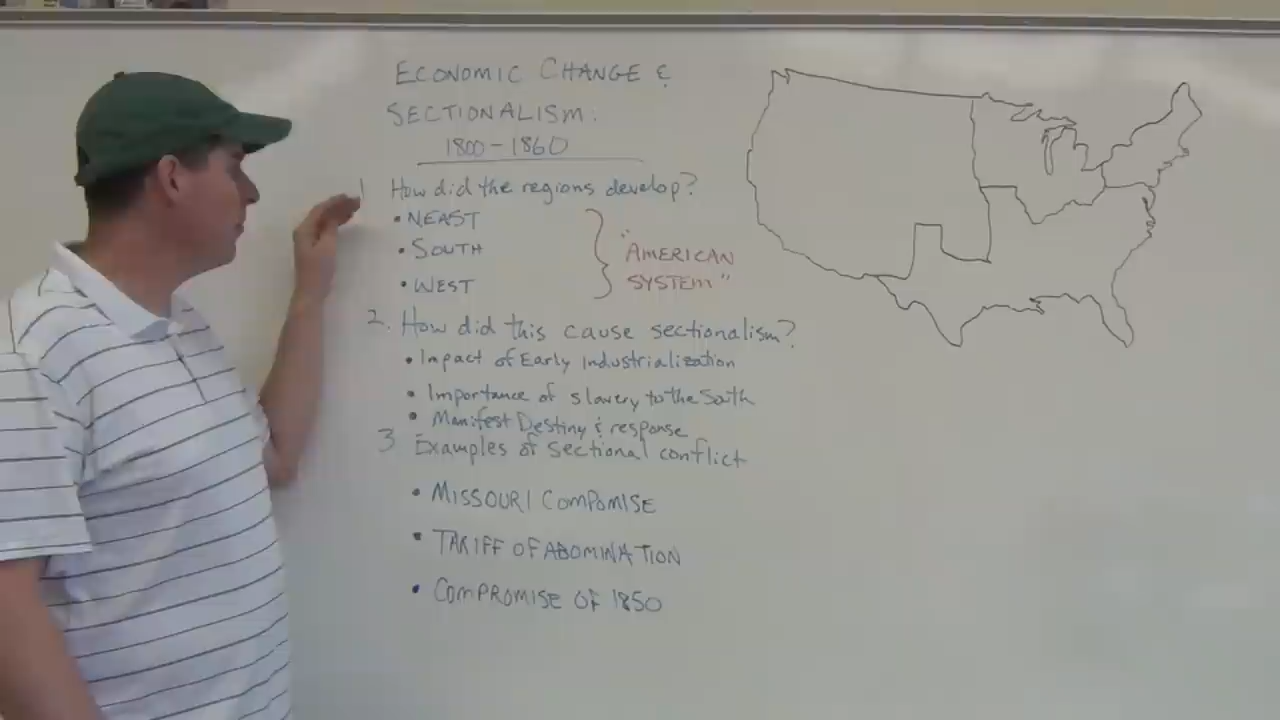 ECONOMIC CHANGE &
SECTIONALISM:
1800-1860
1 How did the regions develop?
• NEAST
• SOUTH
• WEST
"AMERICAN
SYSTEM"
2. How did this cause sectionalism?
• Impact of Early Industrialization
• Importance of slavery to the South
• Manifest Destiny & response
3 Examples of sectional conflict
• MISSOURI COMPOMISE
• TARIFF OF ABOMINATION
• COMPROMISE OF 1850